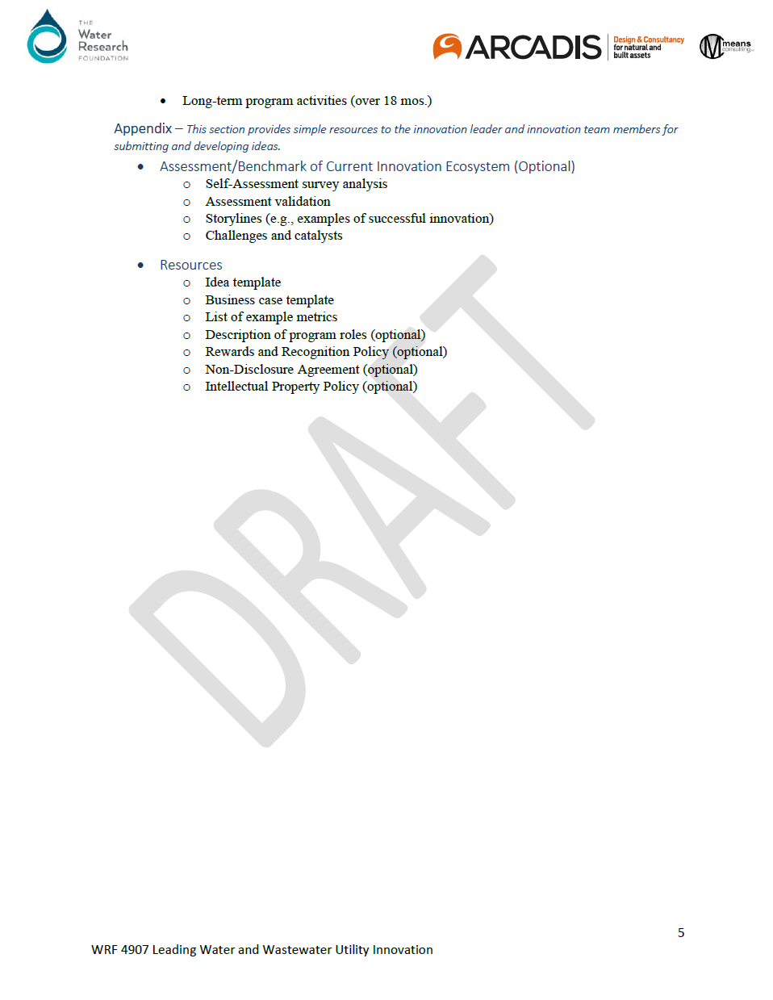 THE
Water
Research
FOUNDATION
ARCADIS
Design & Consultancy
for natural and
built assets
means
consulting
• Long-term program activities (over 18 mos.)
Appendix – This section provides simple resources to the innovation leader and innovation team members for
submitting and developing ideas.
• Assessment/Benchmark of Current Innovation Ecosystem (Optional)
o Self-Assessment survey analysis
o Assessment validation
o Storylines (e.g., examples of successful innovation)
o Challenges and catalysts
• Resources
o Idea template
o Business case template
o List of example metrics
o Description of program roles (optional)
o Rewards and Recognition Policy (optional)
o Non-Disclosure Agreement (optional)
o Intellectual Property Policy (optional)
DRAFT
5
WRF 4907 Leading Water and Wastewater Utility Innovation